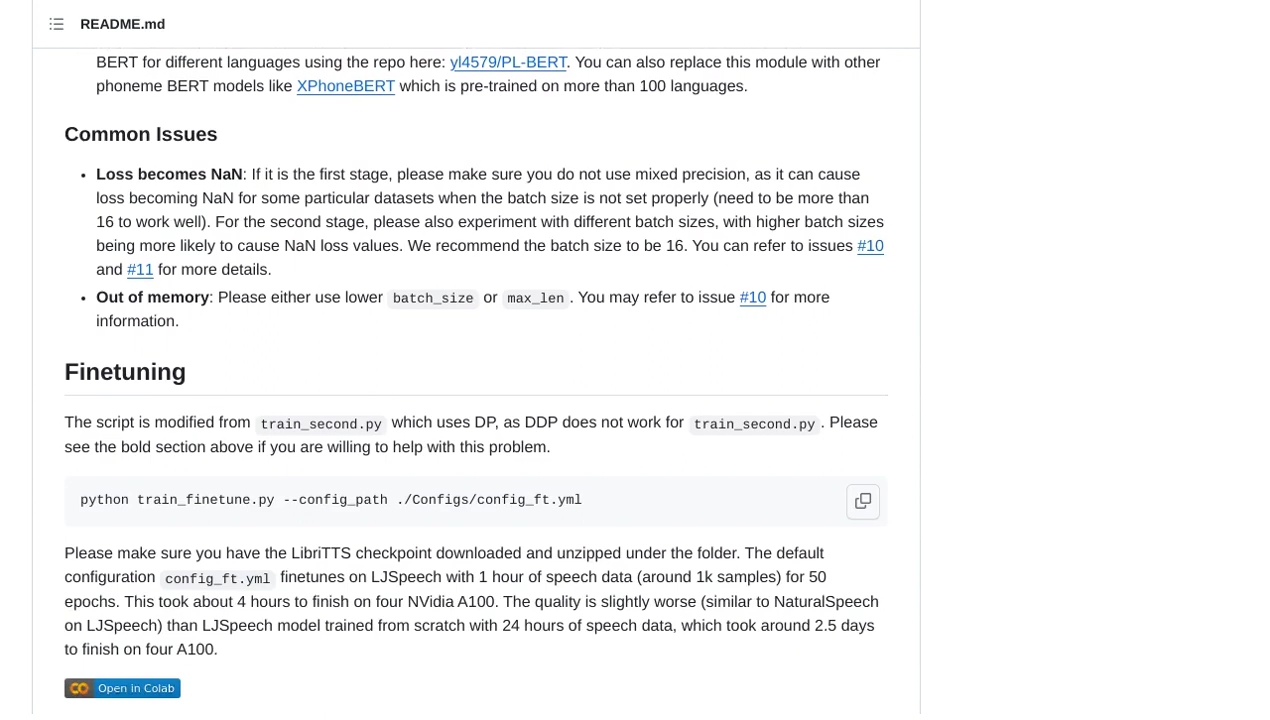 README.md
BERT for different languages using the repo here: yl4579/PL-BERT. You can also replace this module with other
phoneme BERT models like XPhoneBERT which is pre-trained on more than 100 languages.
Common Issues
• Loss becomes NaN: If it is the first stage, please make sure you do not use mixed precision, as it can cause
loss becoming NaN for some particular datasets when the batch size is not set properly (need to be more than
16 to work well). For the second stage, please also experiment with different batch sizes, with higher batch sizes
being more likely to cause NaN loss values. We recommend the batch size to be 16. You can refer to issues #10
and #11 for more details.
• Out of memory: Please either use lower batch_size or max_len. You may refer to issue #10 for more
information.
Finetuning
The script is modified from train_second.py which uses DP, as DDP does not work for train_second.py. Please
see the bold section above if you are willing to help with this problem.
python train_finetune.py --config_path ./Configs/config_ft.yml
Please make sure you have the LibriTTS checkpoint downloaded and unzipped under the folder. The default
configuration config_ft.yml finetunes on LJSpeech with 1 hour of speech data (around 1k samples) for 50
epochs. This took about 4 hours to finish on four NVidia A100. The quality is slightly worse (similar to NaturalSpeech
on LJSpeech) than LJSpeech model trained from scratch with 24 hours of speech data, which took around 2.5 days
to finish on four A100.
Open in Colab